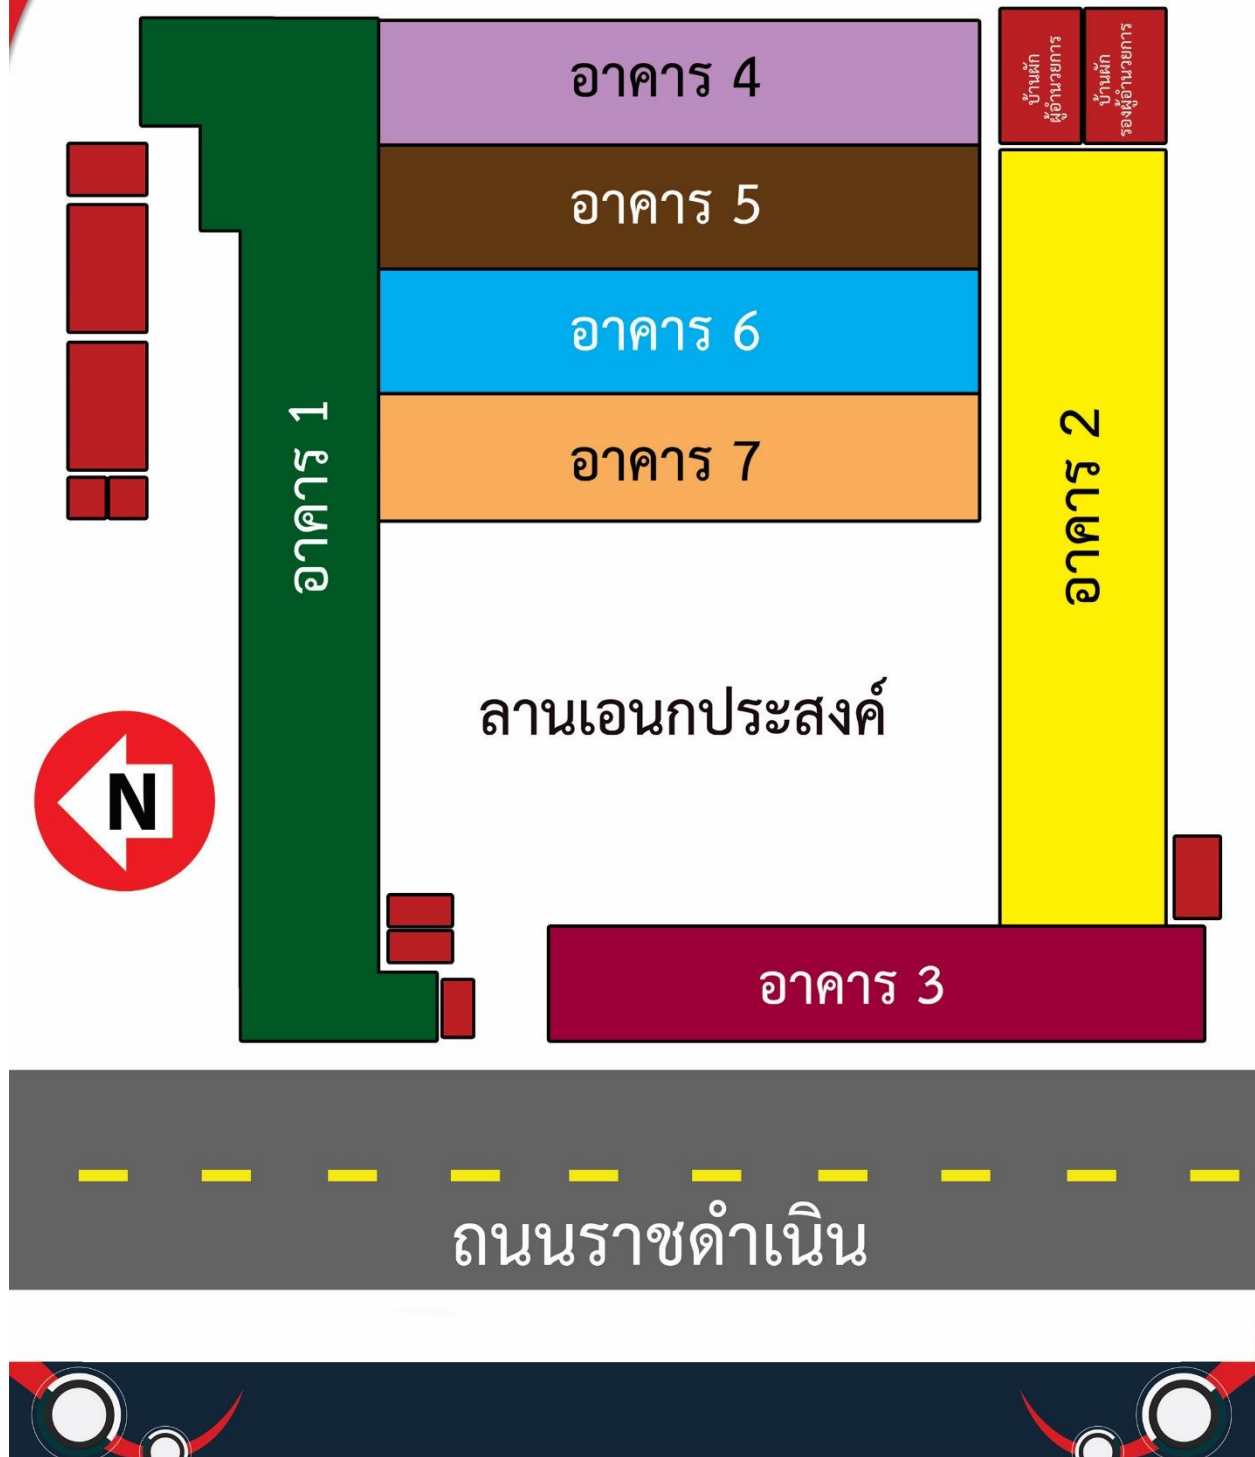 อาคาร 4
บ้านพัก
ผู้อำนวยการ
บ้านพัก
รองผู้อำนวยการ
อาคาร 5
อาคาร 6
อาคาร 7
อาคาร 1
อาคาร 2
ลานเอนกประสงค์
N
อาคาร 3
ถนนราชดำเนิน